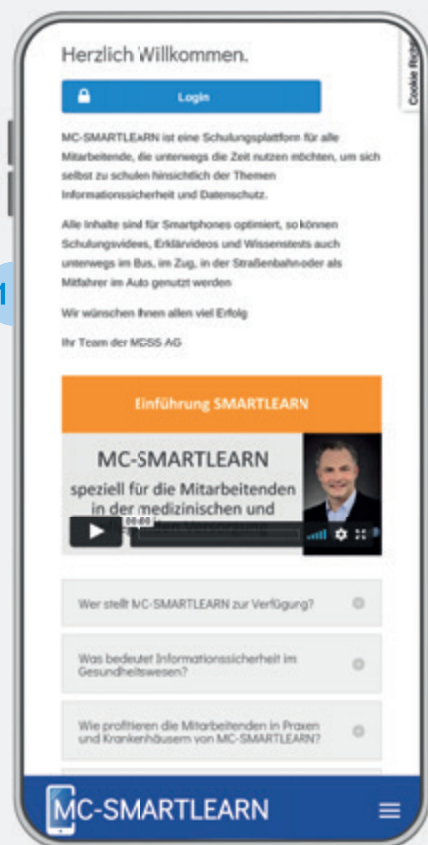 Herzlich Willkommen.
Cookie Richt
Login
MC-SMARTLEARN ist eine Schulungsplattform für alle
Mitarbeitende, die unterwegs die Zeit nutzen möchten, um sich
selbst zu schulen hinsichtlich der Themen
Informationssicherheit und Datenschutz.
Alle Inhalte sind für Smartphones optimiert, so können
Schulungsvideos, Erklärvideos und Wissenstests auch
unterwegs im Bus, im Zug, in der Straßenbahn oder als
Mitfahrer im Auto genutzt werden
Wir wünschen Ihnen allen viel Erfolg
Ihr Team der MCSS AG
1
Einführung SMARTLEARN
MC-SMARTLEARN
speziell für die Mitarbeitenden
in der medizinischen und
00:00
Wer stellt MC-SMARTLEARN zur Verfügung?
Was bedeutet Informationssicherheit im
Gesundheitswesen?
Wie profitieren die Mitarbeitenden in Praxen
und Krankenhäusern von MC-SMARTLEARN?
MC-SMARTLEARN